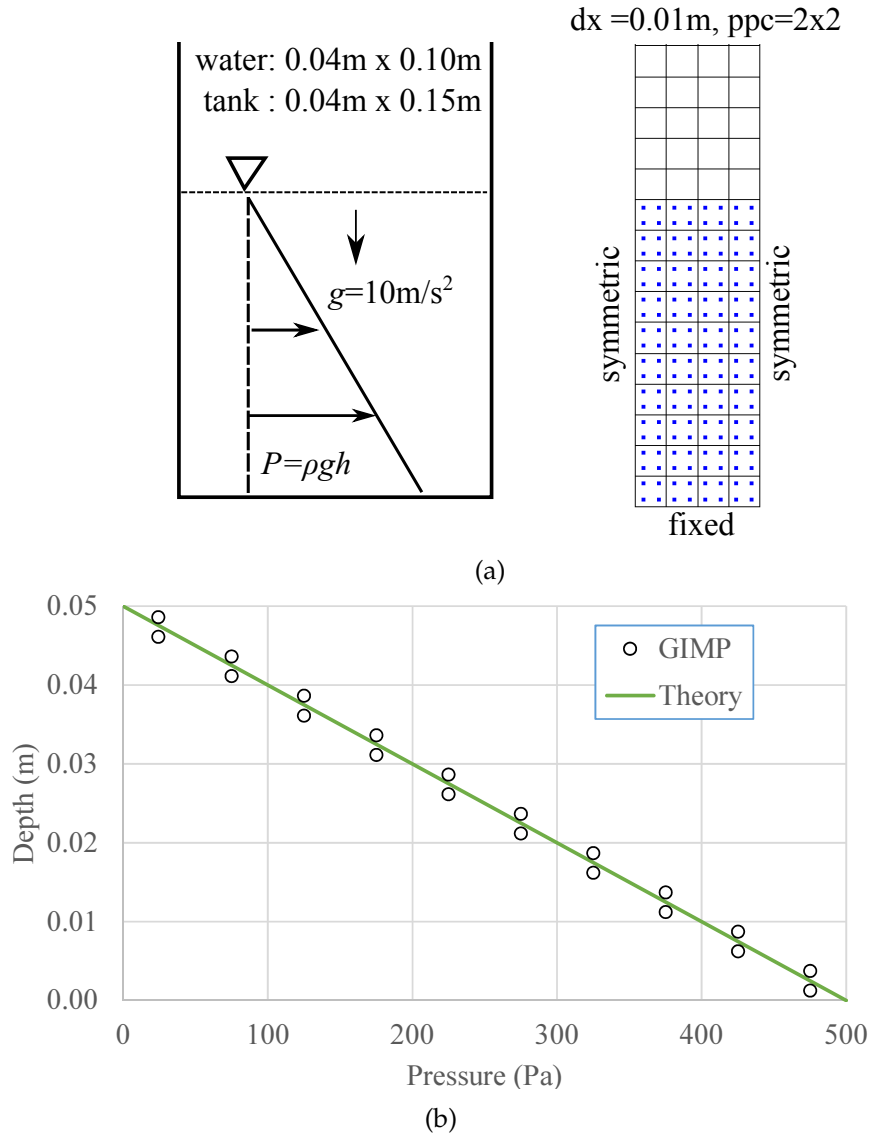 dx =0.01m, ppc=2x2
water: 0.04m x 0.10m
tank : 0.04m x 0.15m
g=10m/s²
P=ρgh
symmetric
symmetric
fixed
(a)
0.05
0.04
0.03
0.02
0.01
0.00
Depth (m)
GIMP
Theory
0 100 200 300 400 500
Pressure (Pa)
(b)